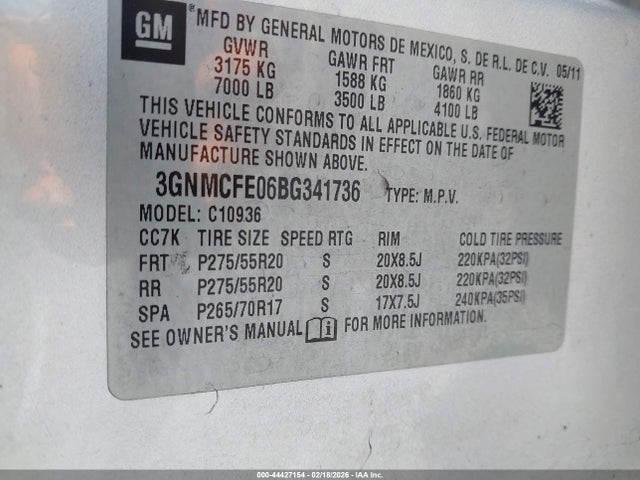 GM
MFD BY GENERAL MOTORS DE MEXICO, S. DE R.L. DE C.V. 05/11
GVWR GAWR FRT GAWR RR
3175 KG 1588 KG 1860 KG
7000 LB 3500 LB 4100 LB
THIS VEHICLE CONFORMS TO ALL APPLICABLE U.S. FEDERAL MOTOR
VEHICLE SAFETY STANDARDS IN EFFECT ON THE DATE OF
MANUFACTURE SHOWN ABOVE.
3GNMCFE06BG341736 TYPE: M.P.V.
MODEL: C10936
CC7K TIRE SIZE SPEED RTG RIM COLD TIRE PRESSURE
FRT P275/55R20 S 20X8.5J 220KPA(32PSI)
RR P275/55R20 S 20X8.5J 220KPA(32PSI)
SPA P265/70R17 S 17X7.5J 240KPA(35PSI)
SEE OWNER'S MANUAL FOR MORE INFORMATION.
000-44427154 - 02/18/2026 - IAAI Inc.